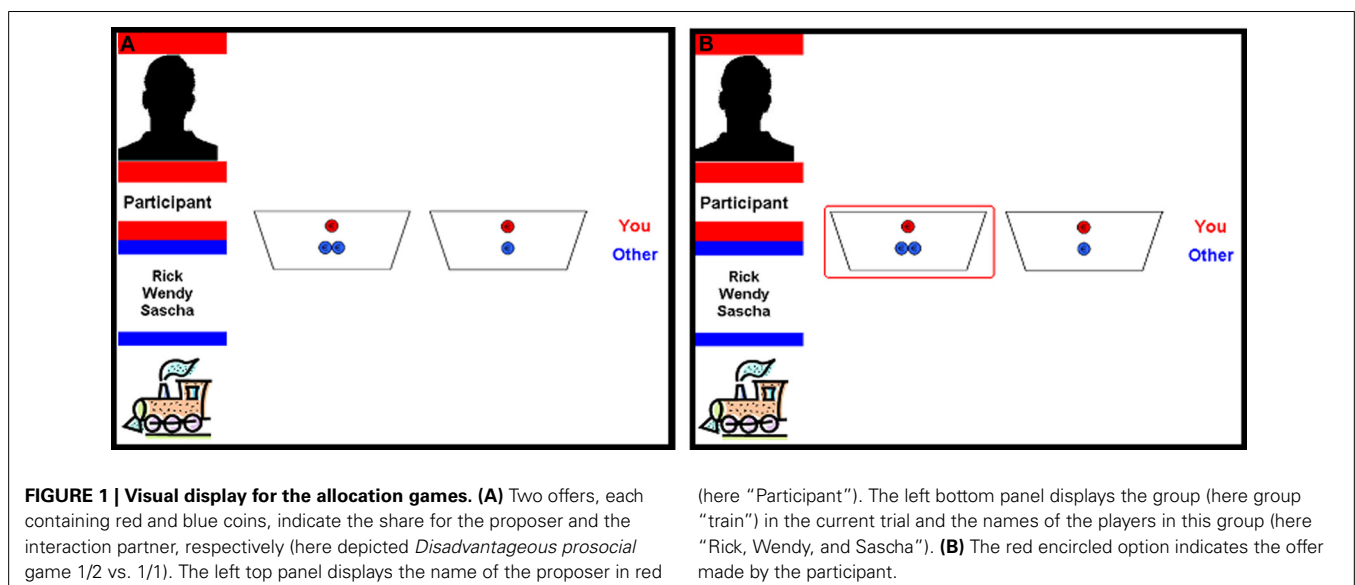 A
Participant
Rick
Wendy
Sascha
You
Other
B
Participant
Rick
Wendy
Sascha
You
Other
FIGURE 1 | Visual display for the allocation games. (A) Two offers, each
containing red and blue coins, indicate the share for the proposer and the
interaction partner, respectively (here depicted Disadvantageous prosocial
game 1/2 vs. 1/1). The left top panel displays the name of the proposer in red
(here “Participant”). The left bottom panel displays the group (here group
“train”) in the current trial and the names of the players in this group (here
“Rick, Wendy, and Sascha”). (B) The red encircled option indicates the offer
made by the participant.